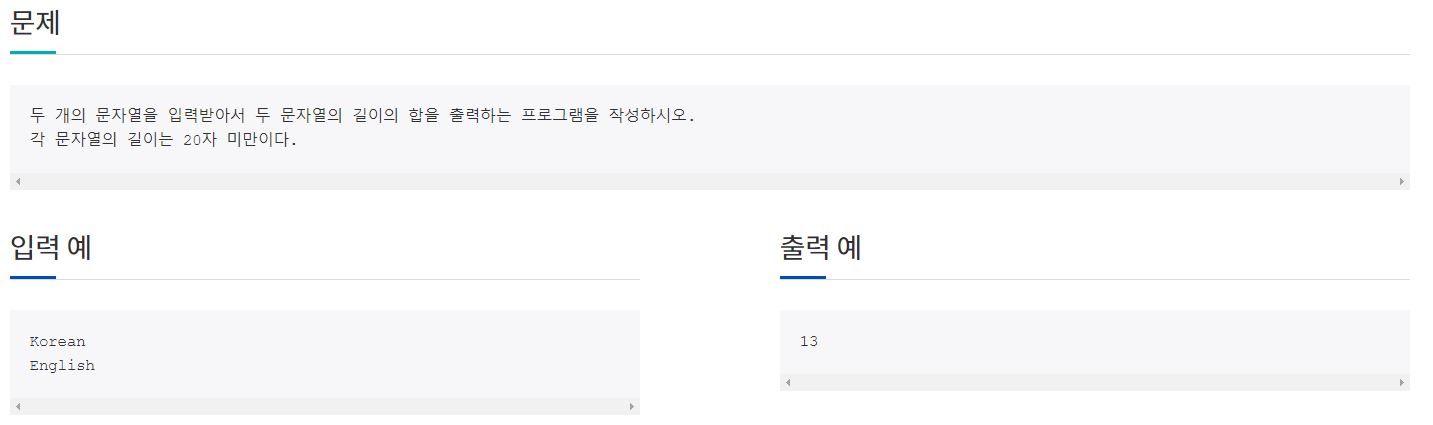 문제
두 개의 문자열을 입력받아서 두 문자열의 길이의 합을 출력하는 프로그램을 작성하시오.
각 문자열의 길이는 20자 미만이다.
입력 예
Korean
English
출력 예
13